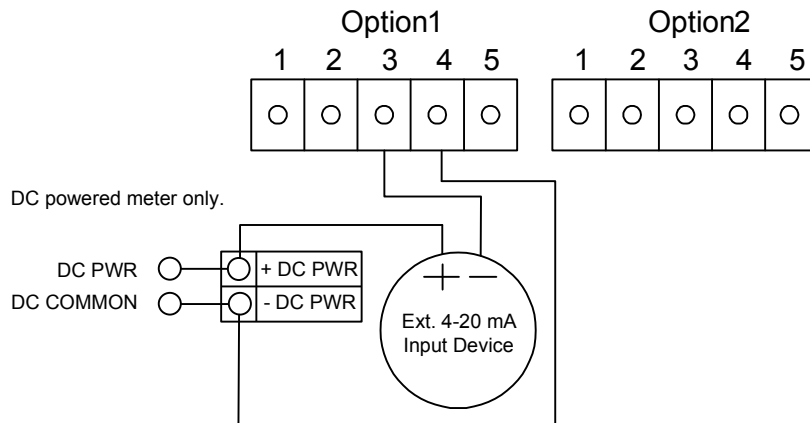 Option1 Option2
1 2 3 4 5 1 2 3 4 5
DC powered meter only.
DC PWR + DC PWR
DC COMMON - DC PWR
+ −
Ext. 4-20 mA
Input Device